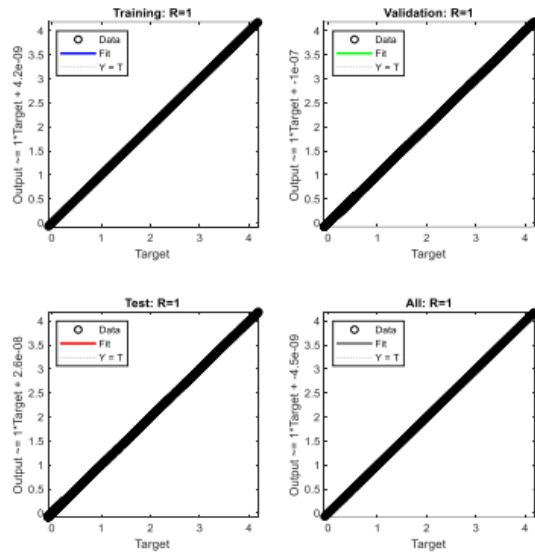 Training: R=1
Output ~= 1*Target + 4.2e-09
4
3.5
3
2.5
2
1.5
1
0.5
0
Data
Fit
Y = T
0 1 2 3 4
Target
Validation: R=1
Output ~= 1*Target + -1e-07
4
3.5
3
2.5
2
1.5
1
0.5
0
Data
Fit
Y = T
0 1 2 3 4
Target
Test: R=1
Output ~= 1*Target + 2.6e-08
4
3.5
3
2.5
2
1.5
1
0.5
0
Data
Fit
Y = T
0 1 2 3 4
Target
All: R=1
Output ~= 1*Target + -4.5e-09
4
3.5
3
2.5
2
1.5
1
0.5
0
Data
Fit
Y = T
0 1 2 3 4
Target